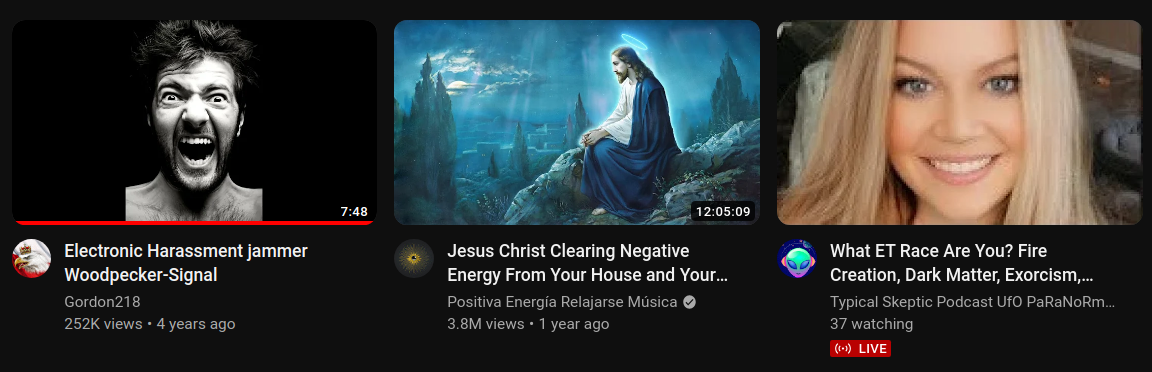 7:48
12:05:09
Electronic Harassment jammer
Woodpecker-Signal
Gordon218
252K views • 4 years ago
Jesus Christ Clearing Negative
Energy From Your House and Your…
Positiva Energía Relajarse Música
3.8M views • 1 year ago
What ET Race Are You? Fire
Creation, Dark Matter, Exorcism,…
Typical Skeptic Podcast UfO PaRaNoRm…
37 watching
LIVE